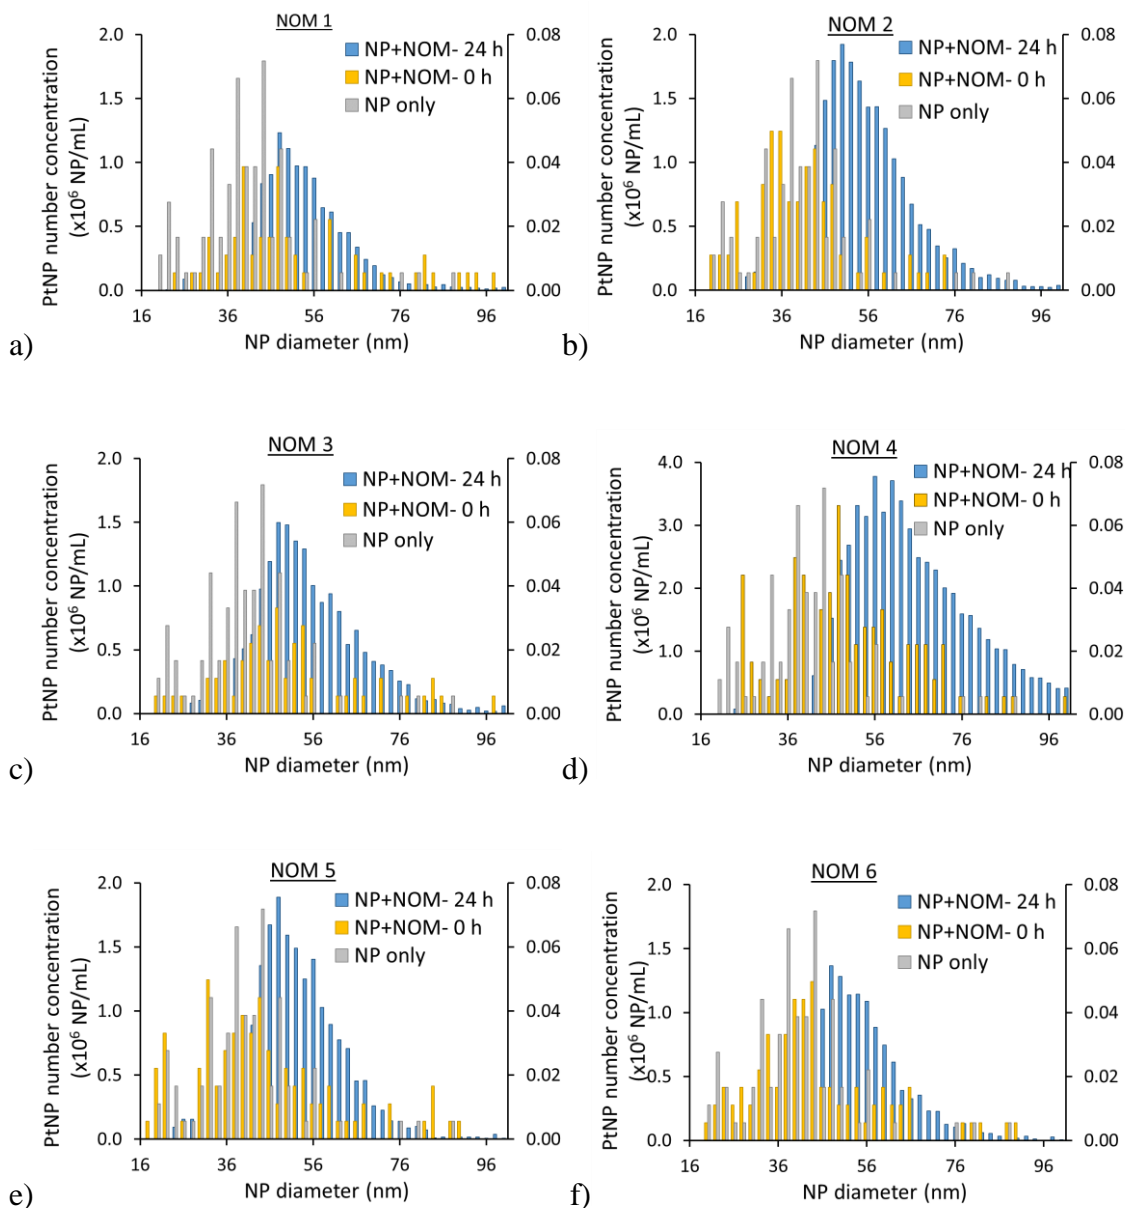 NOM 1
PtNP number concentration
(x10⁶ NP/mL)
2.0
1.5
1.0
0.5
0.0
NP+NOM- 24 h
NP+NOM- 0 h
NP only
0.08
0.06
0.04
0.02
0.00
16 36 56 76 96
NP diameter (nm)
a)
NOM 2
PtNP number concentration
(x10⁶ NP/mL)
2.0
1.5
1.0
0.5
0.0
NP+NOM- 24 h
NP+NOM- 0 h
NP only
0.08
0.06
0.04
0.02
0.00
16 36 56 76 96
NP diameter (nm)
b)
NOM 3
PtNP number concentration
(x10⁶ NP/mL)
2.0
1.5
1.0
0.5
0.0
NP+NOM- 24 h
NP+NOM- 0 h
NP only
0.08
0.06
0.04
0.02
0.00
16 36 56 76 96
NP diameter (nm)
c)
NOM 4
PtNP number concentration
(x10⁶ NP/mL)
4.0
3.0
2.0
1.0
0.0
NP+NOM- 24 h
NP+NOM- 0 h
NP only
0.08
0.06
0.04
0.02
0.00
16 36 56 76 96
NP diameter (nm)
d)
NOM 5
PtNP number concentration
(x10⁶ NP/mL)
2.0
1.5
1.0
0.5
0.0
NP+NOM- 24 h
NP+NOM- 0 h
NP only
0.08
0.06
0.04
0.02
0.00
16 36 56 76 96
NP diameter (nm)
e)
NOM 6
PtNP number concentration
(x10⁶ NP/mL)
2.0
1.5
1.0
0.5
0.0
NP+NOM- 24 h
NP+NOM- 0 h
NP only
0.08
0.06
0.04
0.02
0.00
16 36 56 76 96
NP diameter (nm)
f)